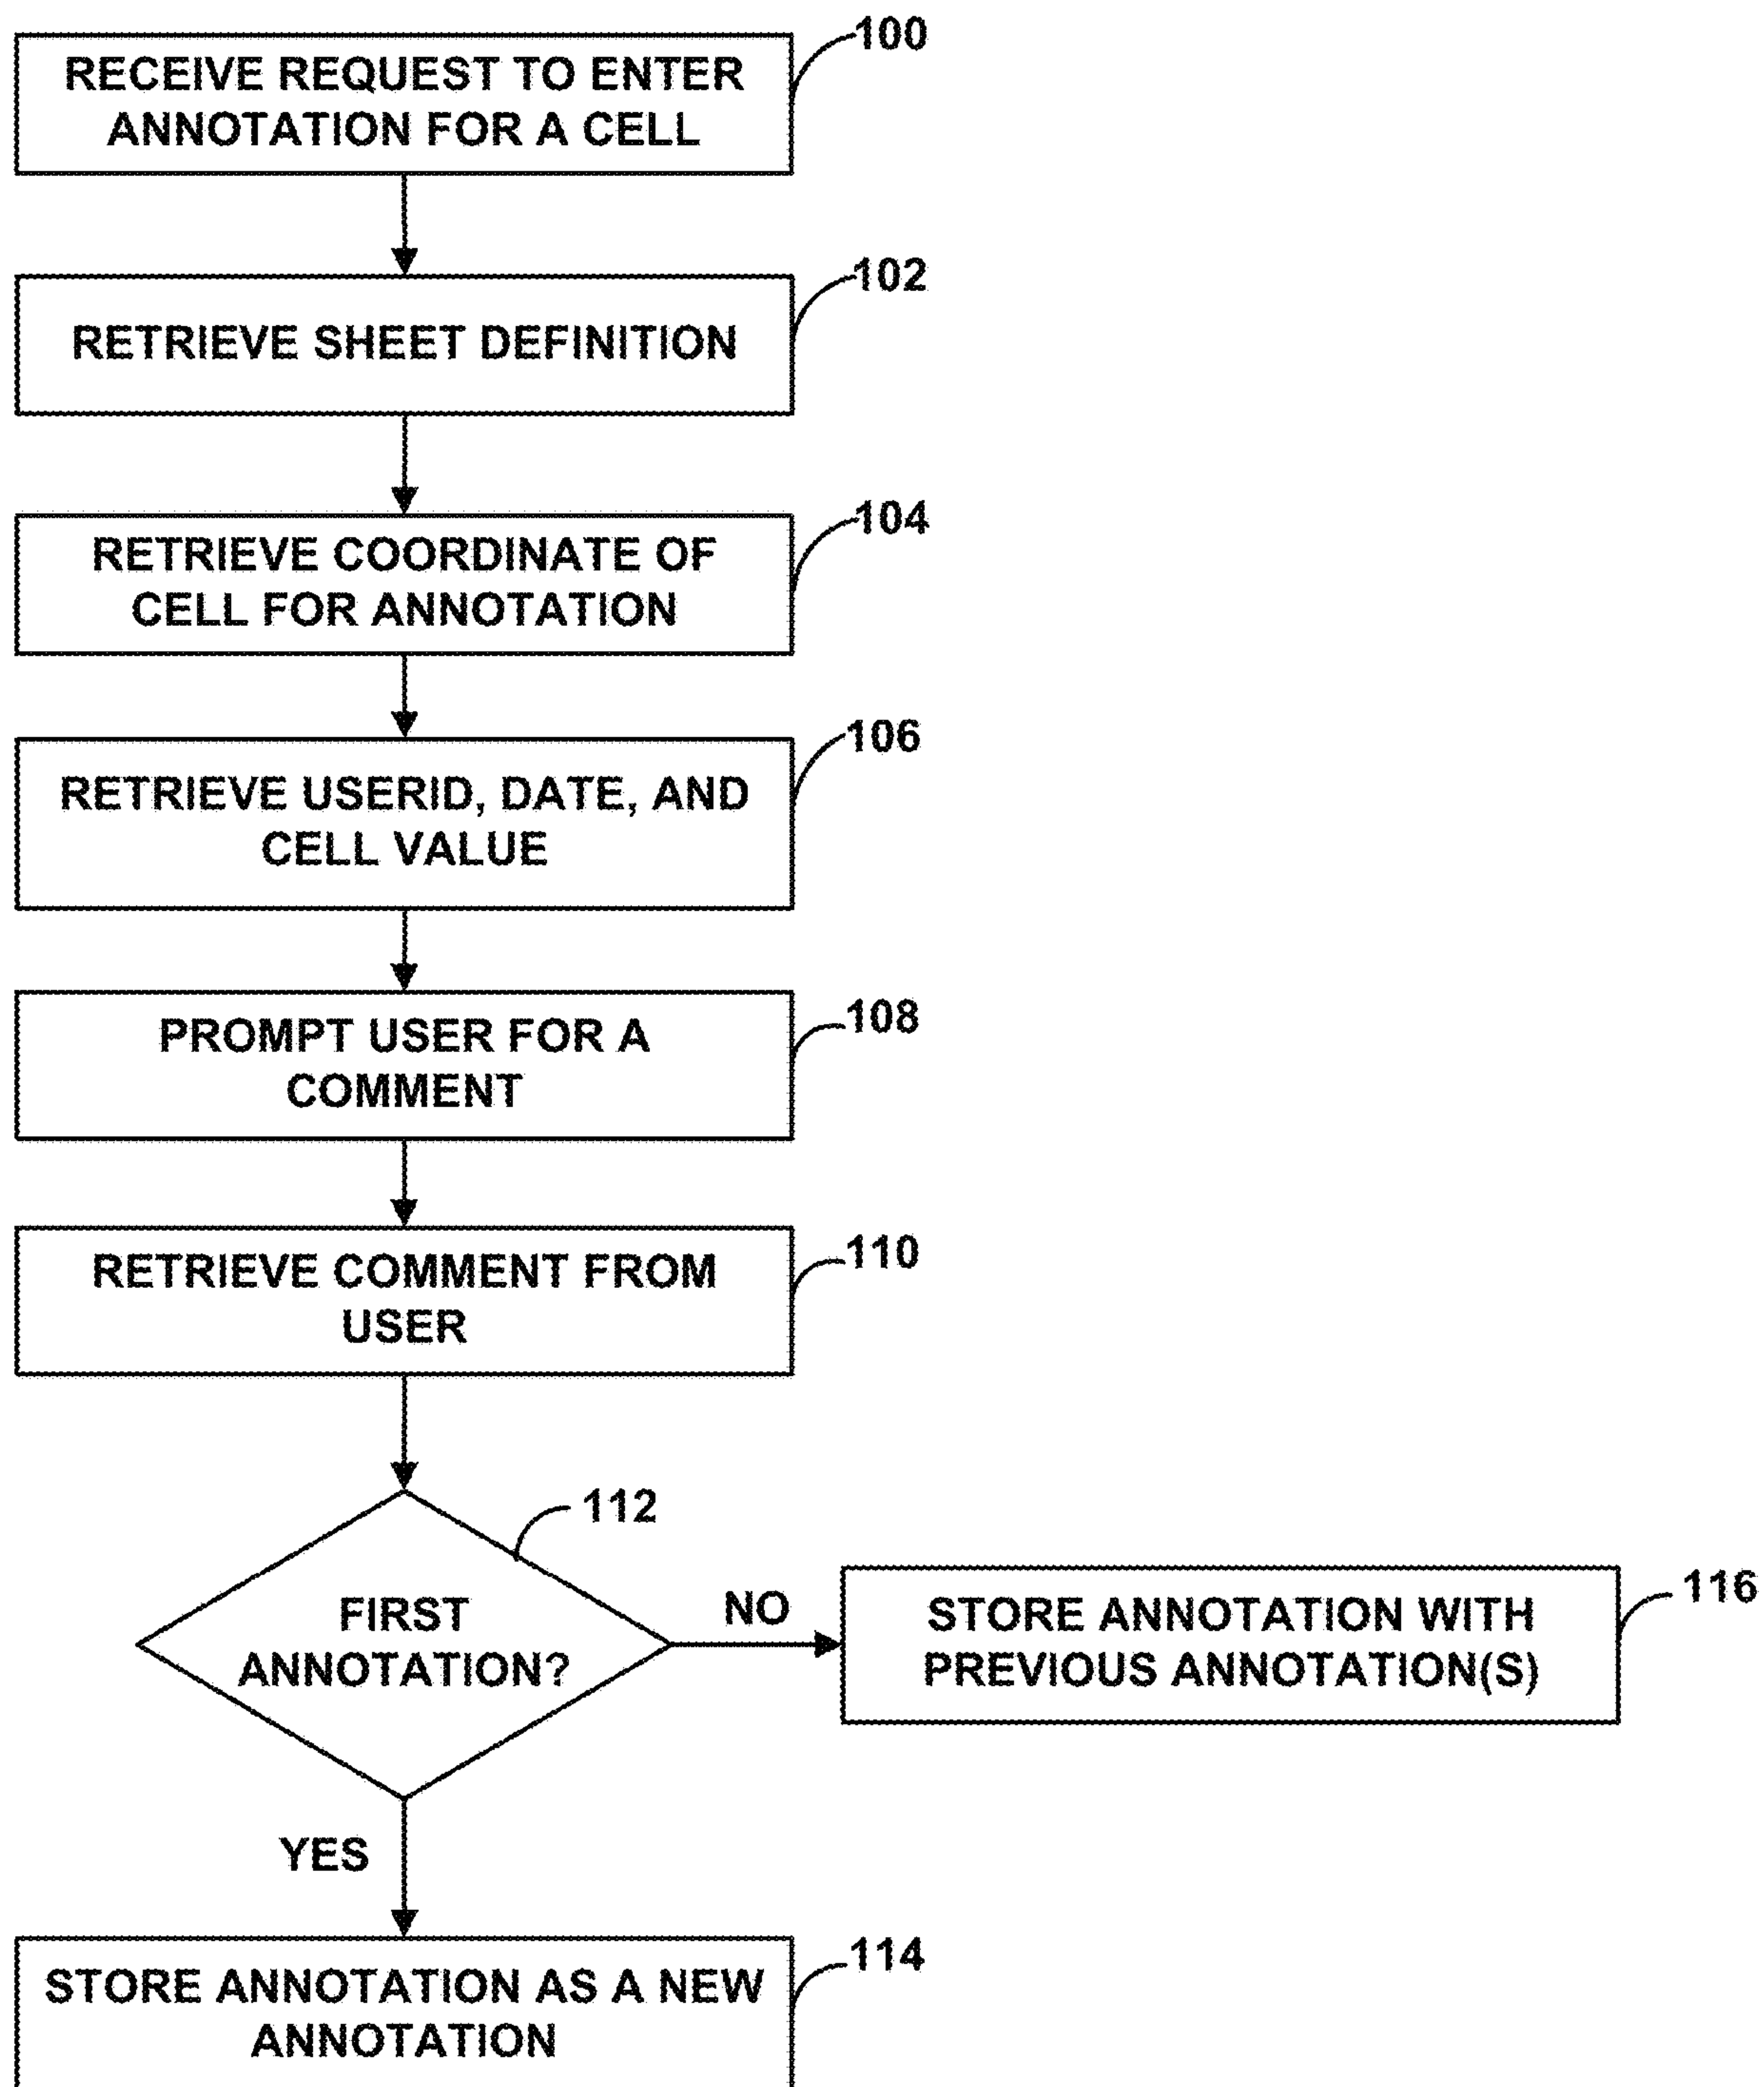 100
RECEIVE REQUEST TO ENTER
ANNOTATION FOR A CELL
102
RETRIEVE SHEET DEFINITION
104
RETRIEVE COORDINATE OF
CELL FOR ANNOTATION
106
RETRIEVE USERID, DATE, AND
CELL VALUE
108
PROMPT USER FOR A
COMMENT
110
RETRIEVE COMMENT FROM
USER
112
FIRST
ANNOTATION?
NO
116
STORE ANNOTATION WITH
PREVIOUS ANNOTATION(S)
YES
114
STORE ANNOTATION AS A NEW
ANNOTATION